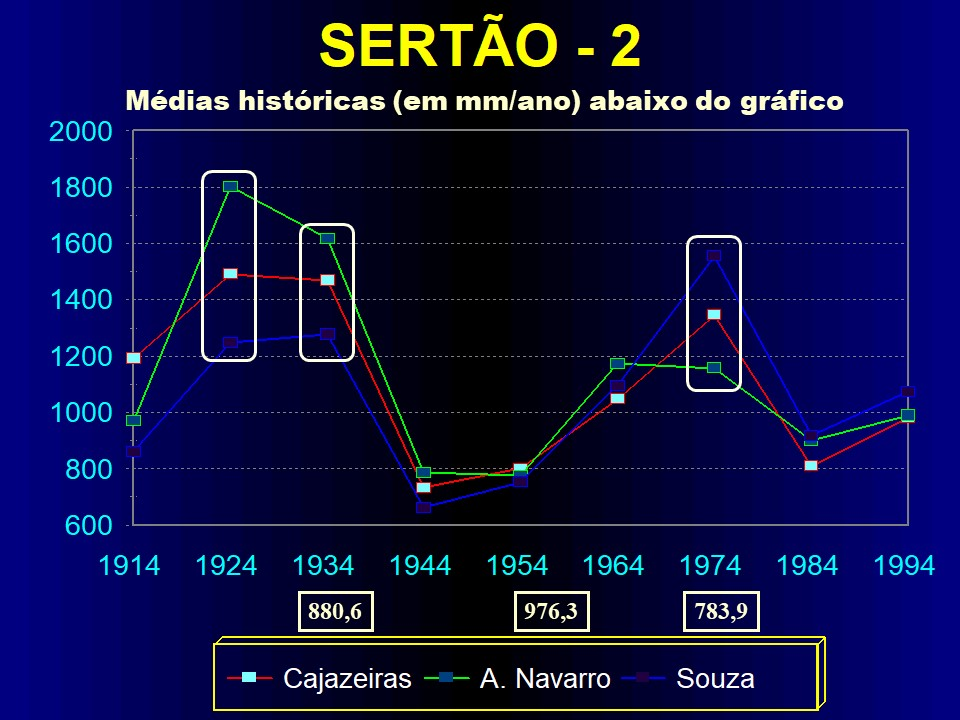 SERTÃO - 2
Médias históricas (em mm/ano) abaixo do gráfico
2000
1800
1600
1400
1200
1000
800
600
1914 1924 1934 1944 1954 1964 1974 1984 1994
880,6 976,3 783,9
Cajazeiras A. Navarro Souza